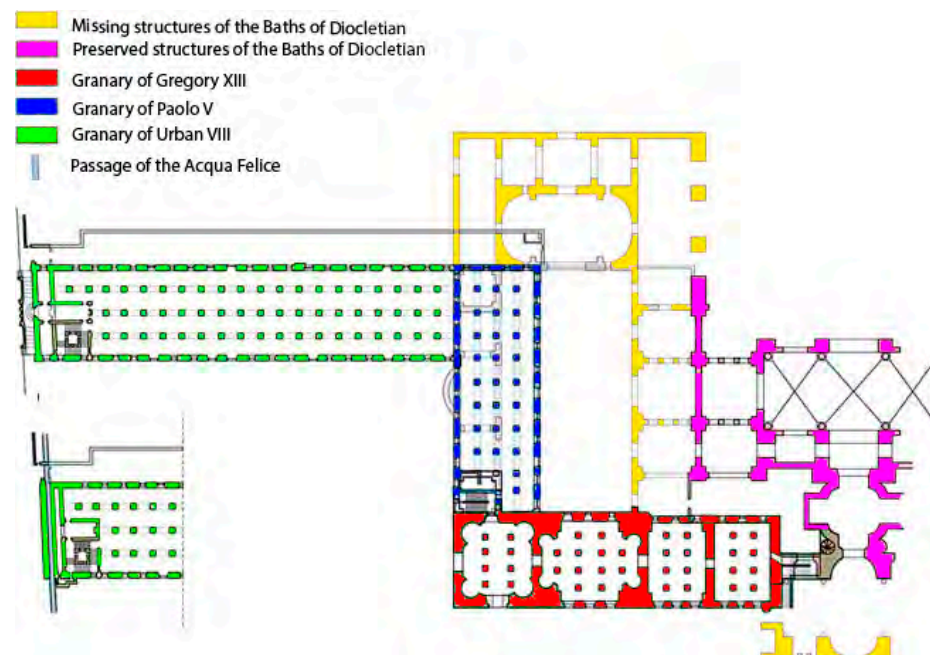 Missing structures of the Baths of Diocletian
Preserved structures of the Baths of Diocletian
Granary of Gregory XIII
Granary of Paolo V
Granary of Urban VIII
Passage of the Acqua Felice